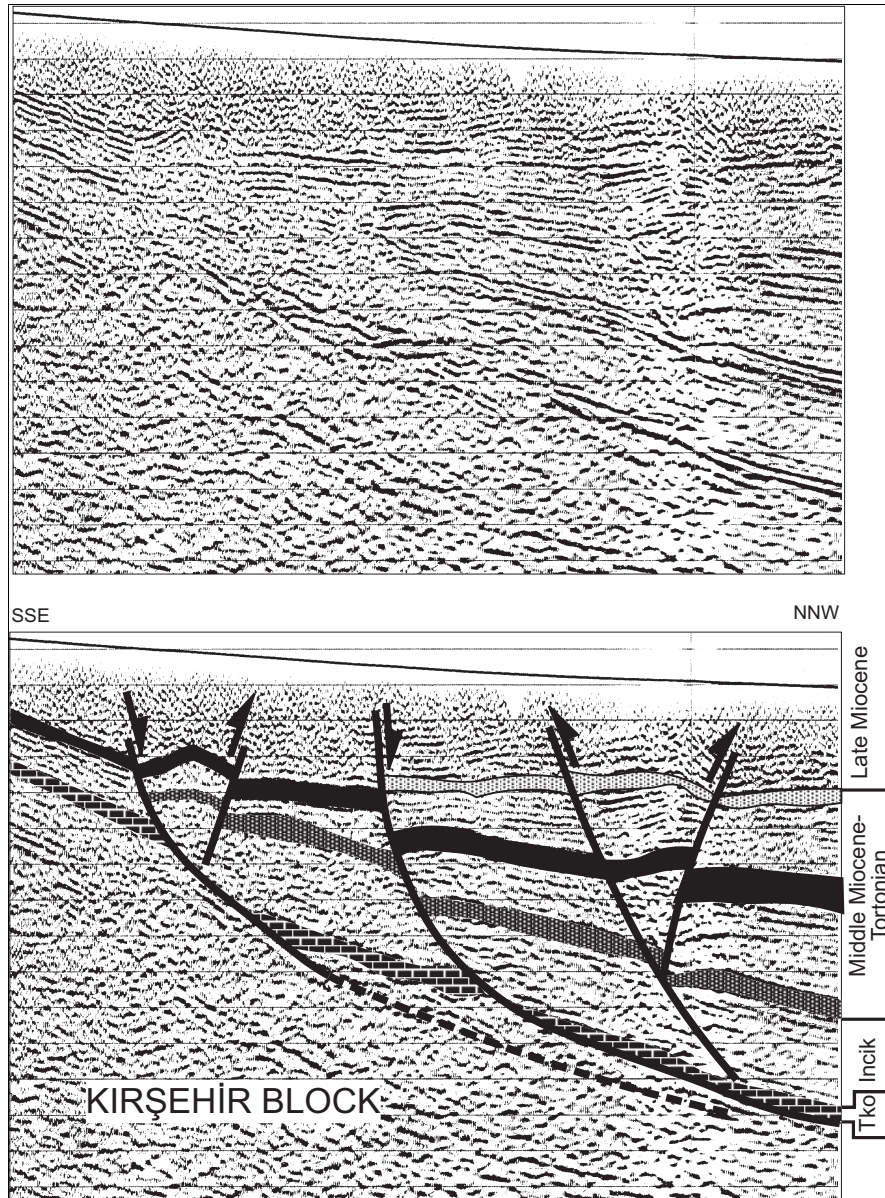 SSE
NNW
Late Miocene
Middle Miocene-
Tortonian
Incik
Tko
KIRŞEHİR BLOCK